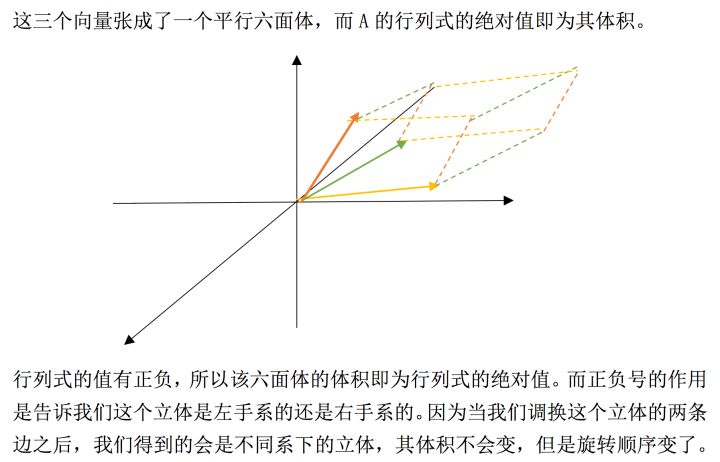 这三个向量张成了一个平行六面体，而 A 的行列式的绝对值即为其体积。
行列式的值有正负，所以该六面体的体积即为行列式的绝对值。而正负号的作用
是告诉我们这个立体是左手系的还是右手系的。因为当我们调换这个立体的两条
边之后，我们得到的会是不同系下的立体，其体积不会变，但是旋转顺序变了。